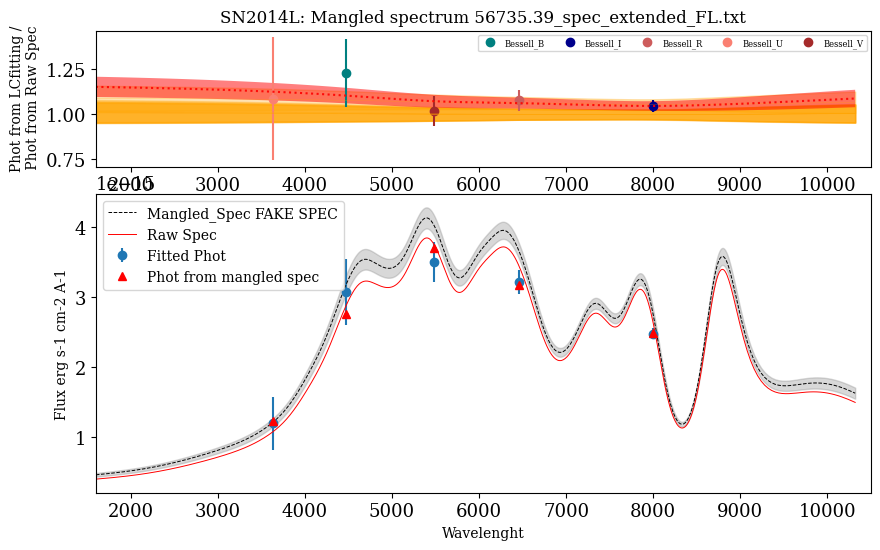 SN2014L: Mangled spectrum 56735.39_spec_extended_FL.txt
Phot from LCfitting /
Phot from Raw Spec
1.25
1.00
0.75
Bessell_B Bessell_I Bessell_R Bessell_U Bessell_V
2000 3000 4000 5000 6000 7000 8000 9000 10000
1e−15
Flux erg s-1 cm-2 A-1
4
3
2
1
Mangled_Spec FAKE SPEC
Raw Spec
Fitted Phot
Phot from mangled spec
2000 3000 4000 5000 6000 7000 8000 9000 10000
Wavelenght